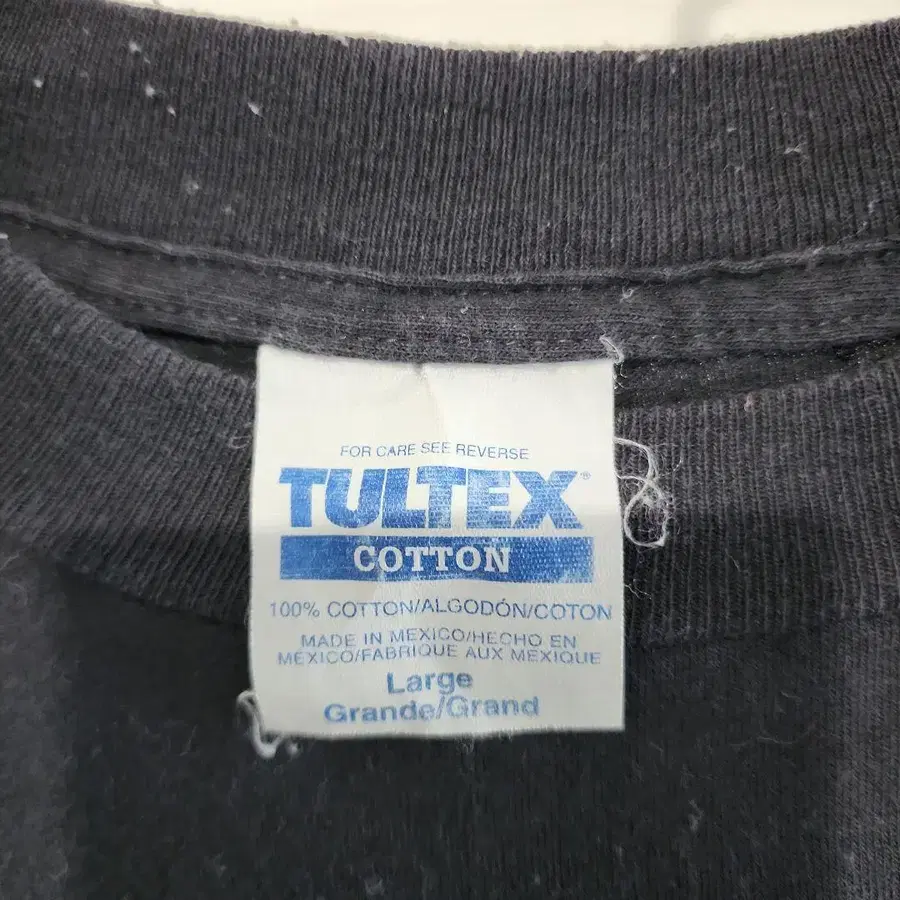 FOR CARE SEE REVERSE
TULTEX®
COTTON
100% COTTON/ALGODÓN/COTON
MADE IN MEXICO/HECHO EN
MÉXICO/FABRIQUE AUX MEXIQUE
Large
Grande/Grand